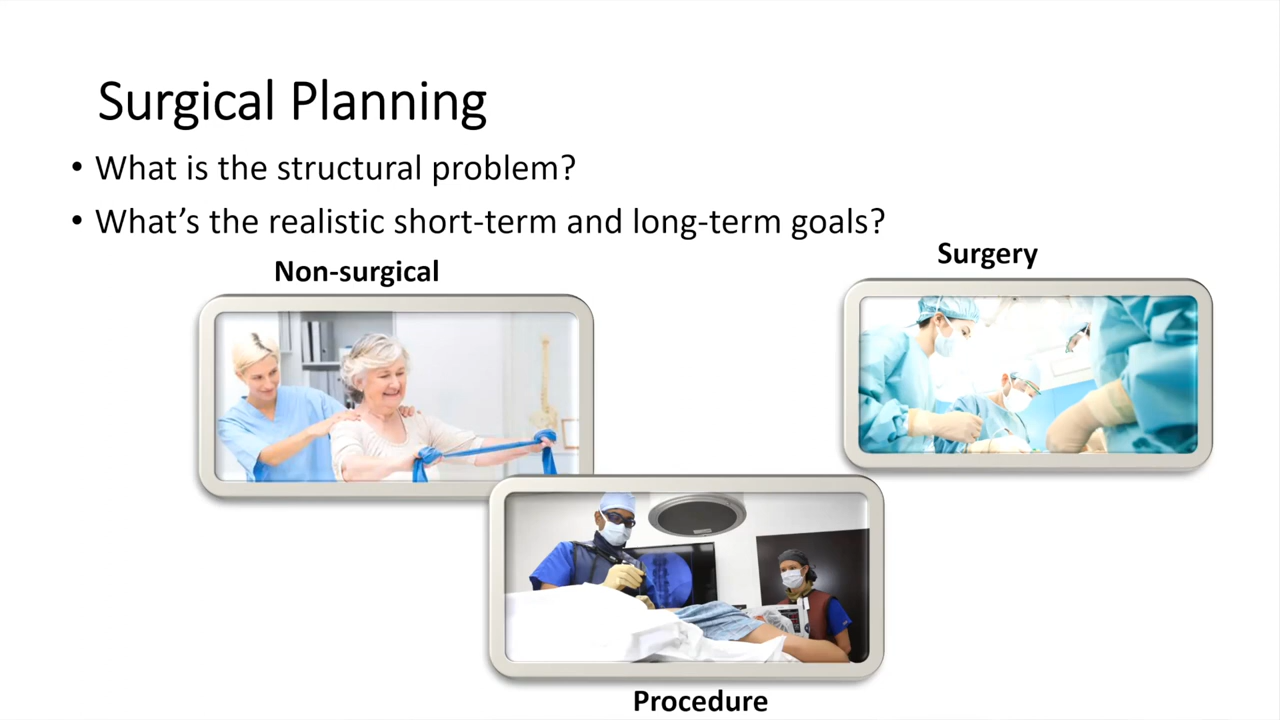 Surgical Planning
• What is the structural problem?
• What’s the realistic short-term and long-term goals?
Surgery
Non-surgical
Procedure